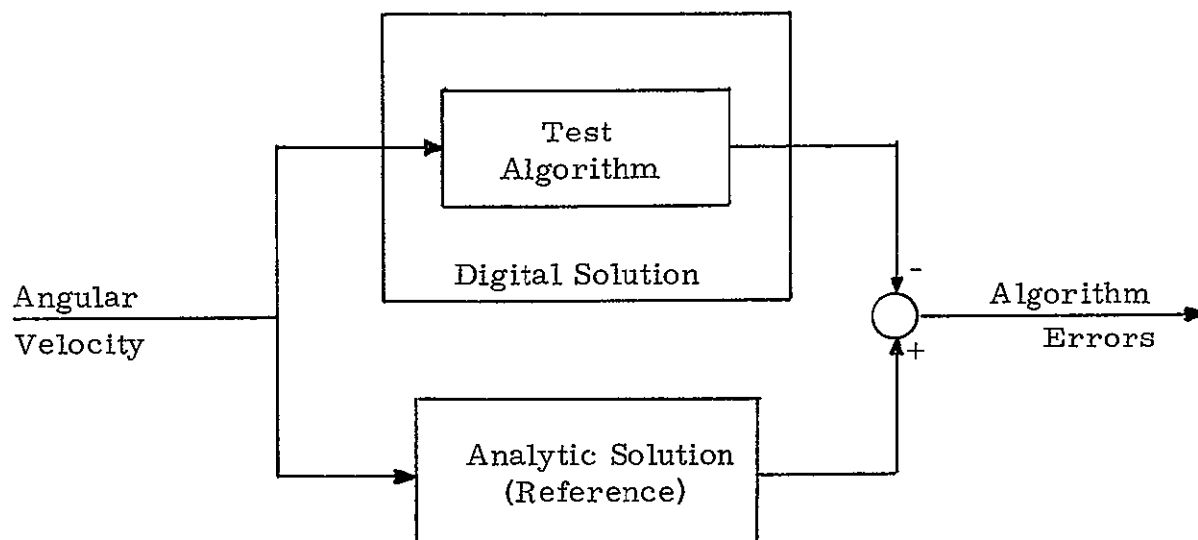 Test
Algorithm
Digital Solution
-
Angular
Velocity
Algorithm
Errors
+
Analytic Solution
(Reference)